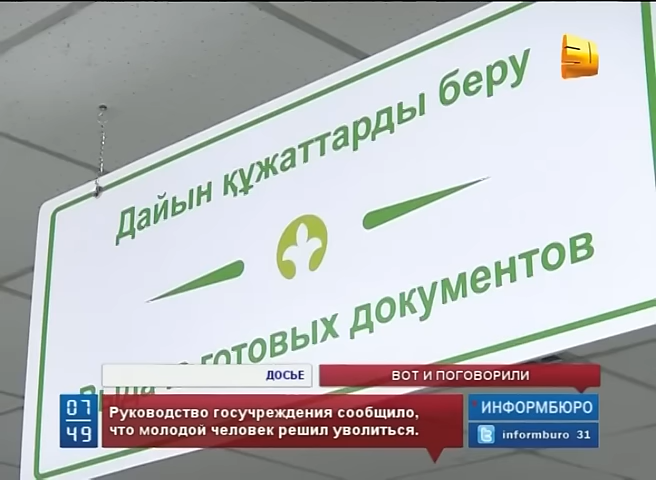 Дайын құжаттарды беру
готовых документов
ДОСЬЕ
ВОТ И ПОГОВОРИЛИ
07
49
Руководство госучреждения сообщило,
что молодой человек решил уволиться.
ИНФОРМБЮРО
informburo 31